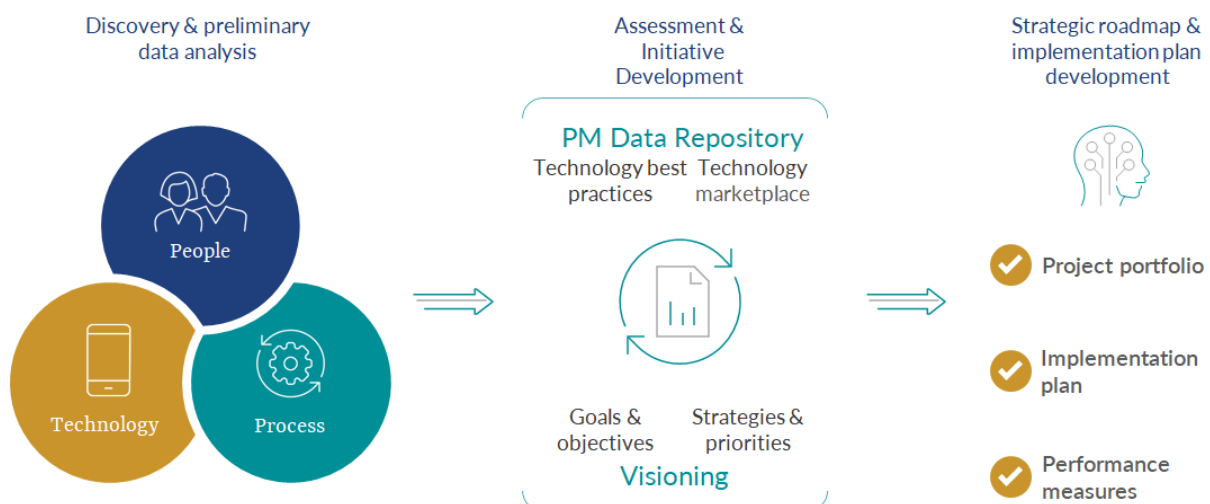 Discovery & preliminary
data analysis
People
Technology
Process
Assessment &
Initiative
Development
PM Data Repository
Technology best
practices
Technology
marketplace
Goals &
objectives
Strategies &
priorities
Visioning
Strategic roadmap &
implementation plan
development
Project portfolio
Implementation
plan
Performance
measures